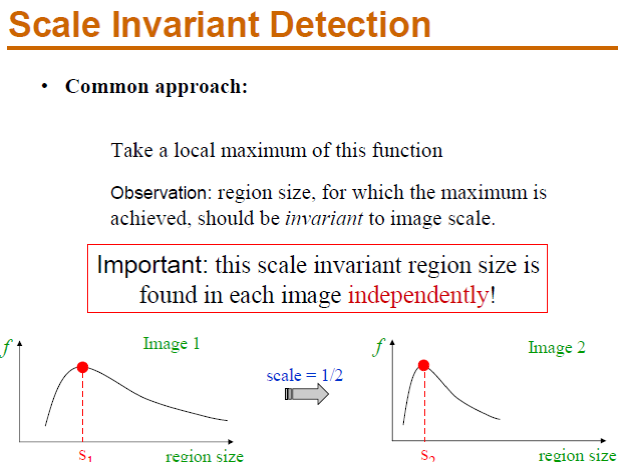 Scale Invariant Detection
• Common approach:
Take a local maximum of this function
Observation: region size, for which the maximum is
achieved, should be invariant to image scale.
Important: this scale invariant region size is
found in each image independently!
f
Image 1
scale = 1/2
f
Image 2
s1
region size
s2
region size